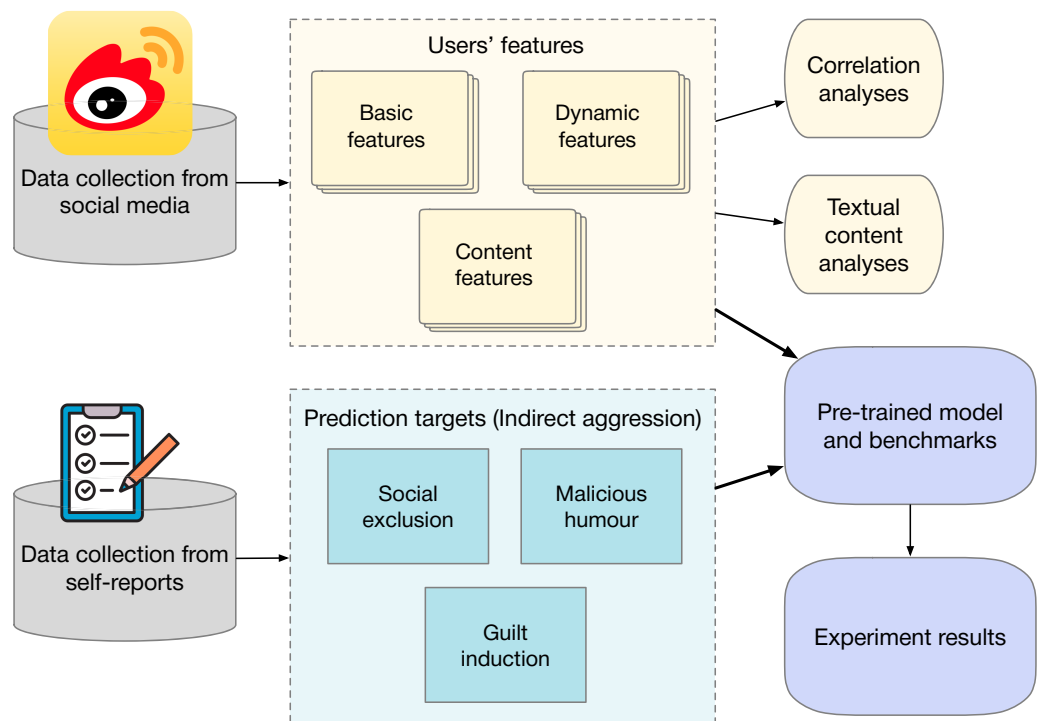 Users’ features
Basic
features
Dynamic
features
Content
features
Data collection from
social media
Correlation
analyses
Textual
content
analyses
Prediction targets (Indirect aggression)
Social
exclusion
Malicious
humour
Guilt
induction
Data collection from
self-reports
Pre-trained model
and benchmarks
Experiment results